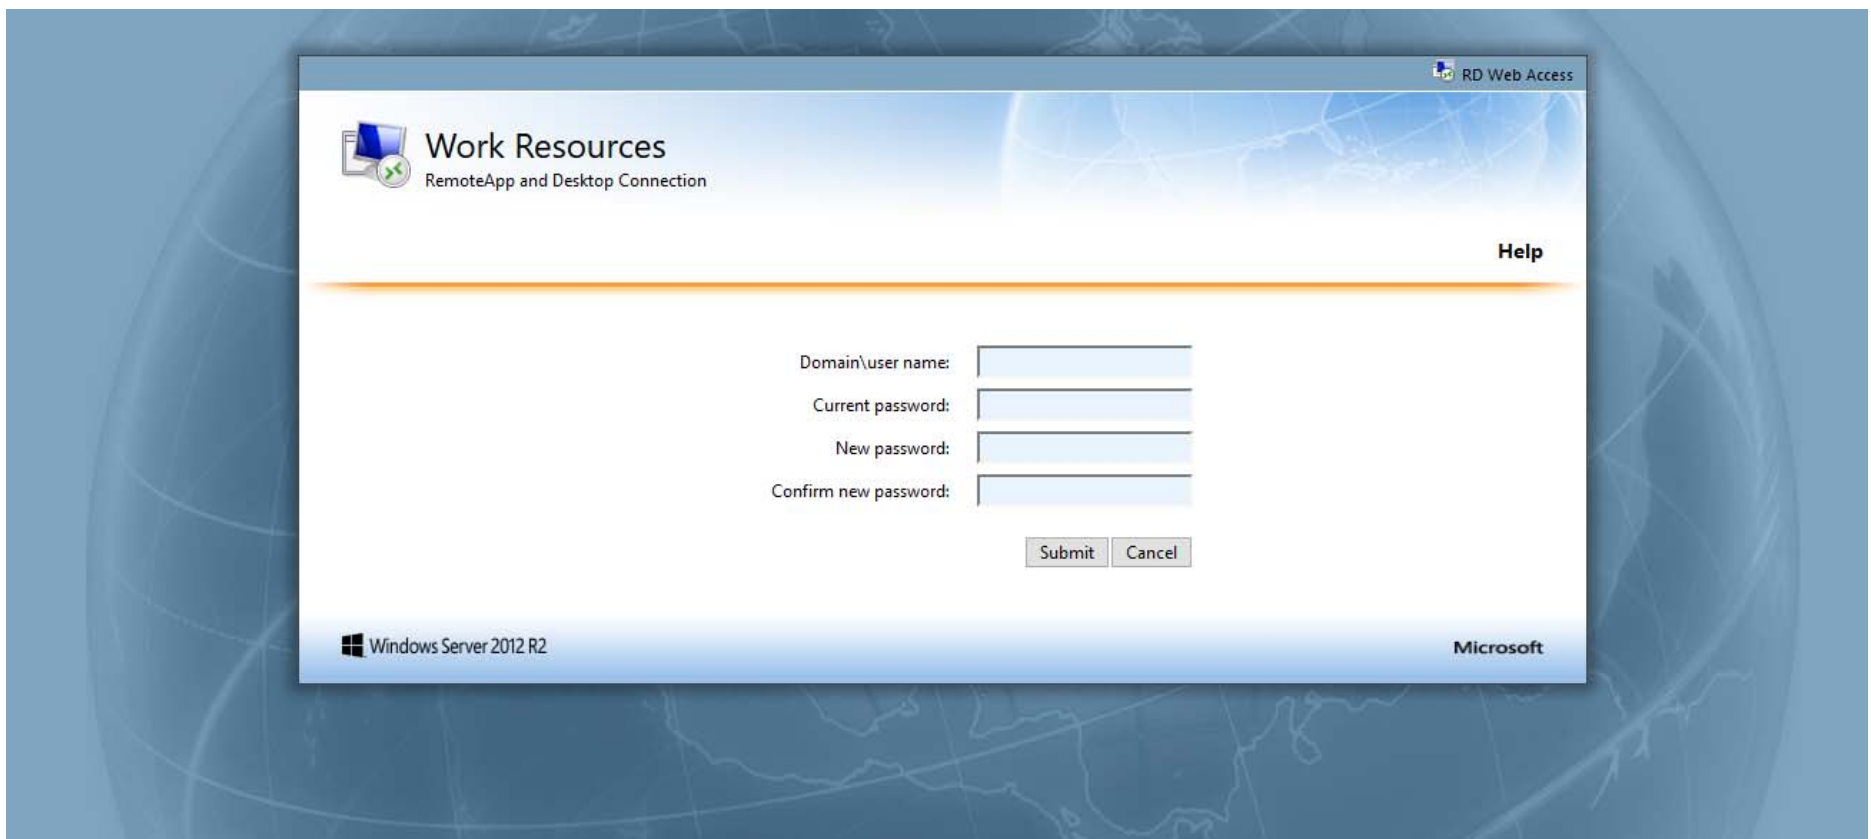 RD Web Access
Work Resources
RemoteApp and Desktop Connection
Help
Domain\user name:
Current password:
New password:
Confirm new password:
Submit Cancel
Windows Server 2012 R2
Microsoft